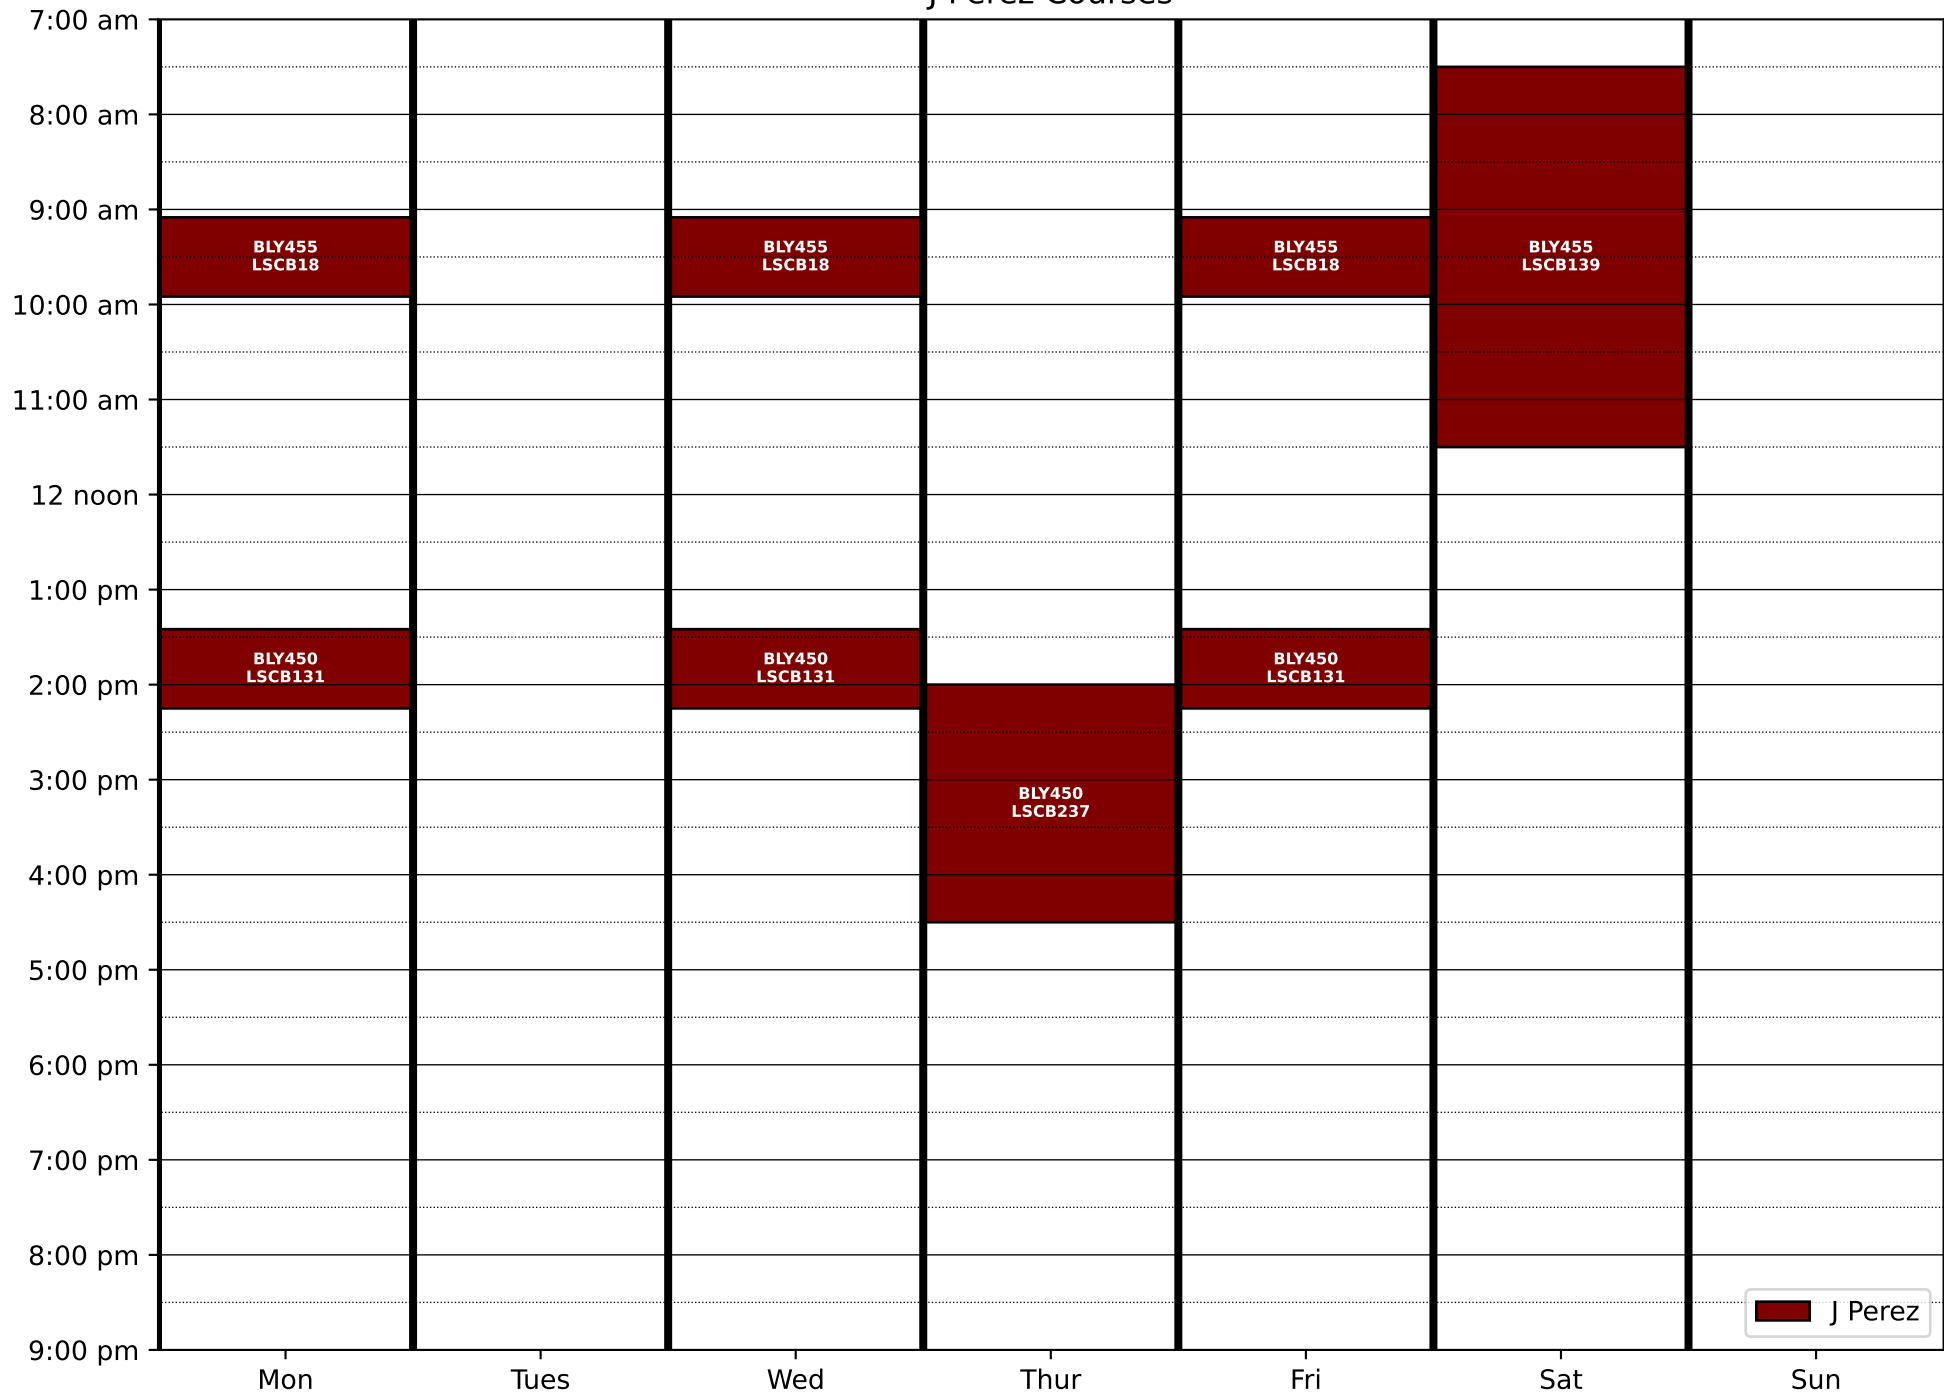 J Perez Courses
7:00 am
8:00 am
9:00 am
BLY455
LSCB18
BLY455
LSCB18
BLY455
LSCB18
BLY455
LSCB139
10:00 am
11:00 am
12 noon
1:00 pm
BLY450
LSCB131
BLY450
LSCB131
BLY450
LSCB131
2:00 pm
3:00 pm
BLY450
LSCB237
4:00 pm
5:00 pm
6:00 pm
7:00 pm
8:00 pm
J Perez
9:00 pm
Mon Tues Wed Thur Fri Sat Sun